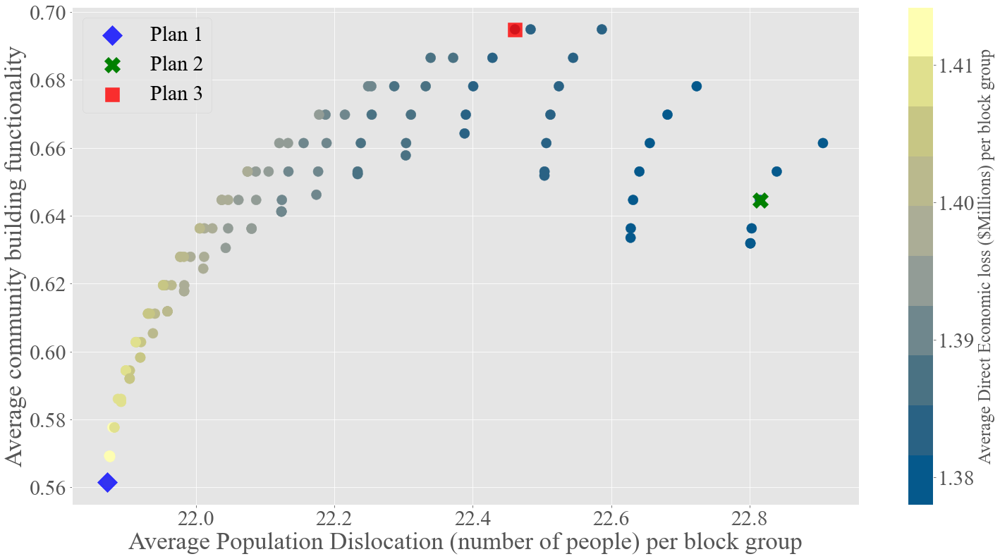 0.70
0.68
0.66
0.64
0.62
0.60
0.58
0.56
Average community building functionality
Plan 1
Plan 2
Plan 3
22.0
22.2
22.4
22.6
22.8
Average Population Dislocation (number of people) per block group
1.41
1.40
1.39
1.38
Average Direct Economic loss ($Millions) per block group